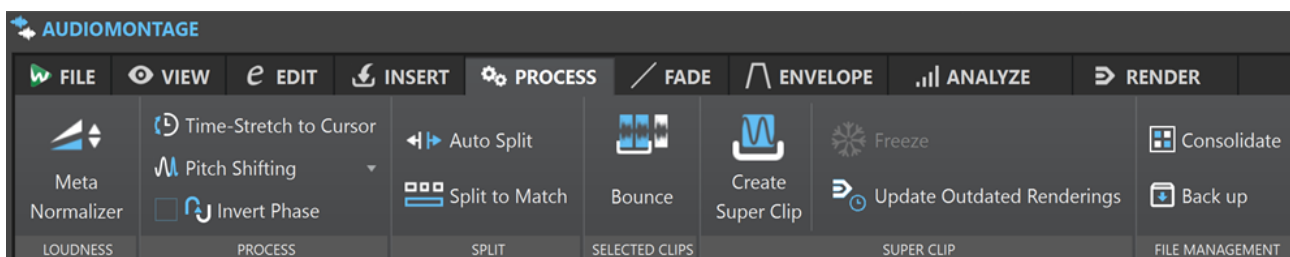 AUDIOMONTAGE
FILE VIEW EDIT INSERT PROCESS FADE ENVELOPE ANALYZE RENDER
Meta
Normalizer
LOUDNESS
Time-Stretch to Cursor
Pitch Shifting
Invert Phase
PROCESS
Auto Split
Split to Match
SPLIT
Bounce
SELECTED CLIPS
Create
Super Clip
Freeze
Update Outdated Renderings
SUPER CLIP
Consolidate
Back up
FILE MANAGEMENT